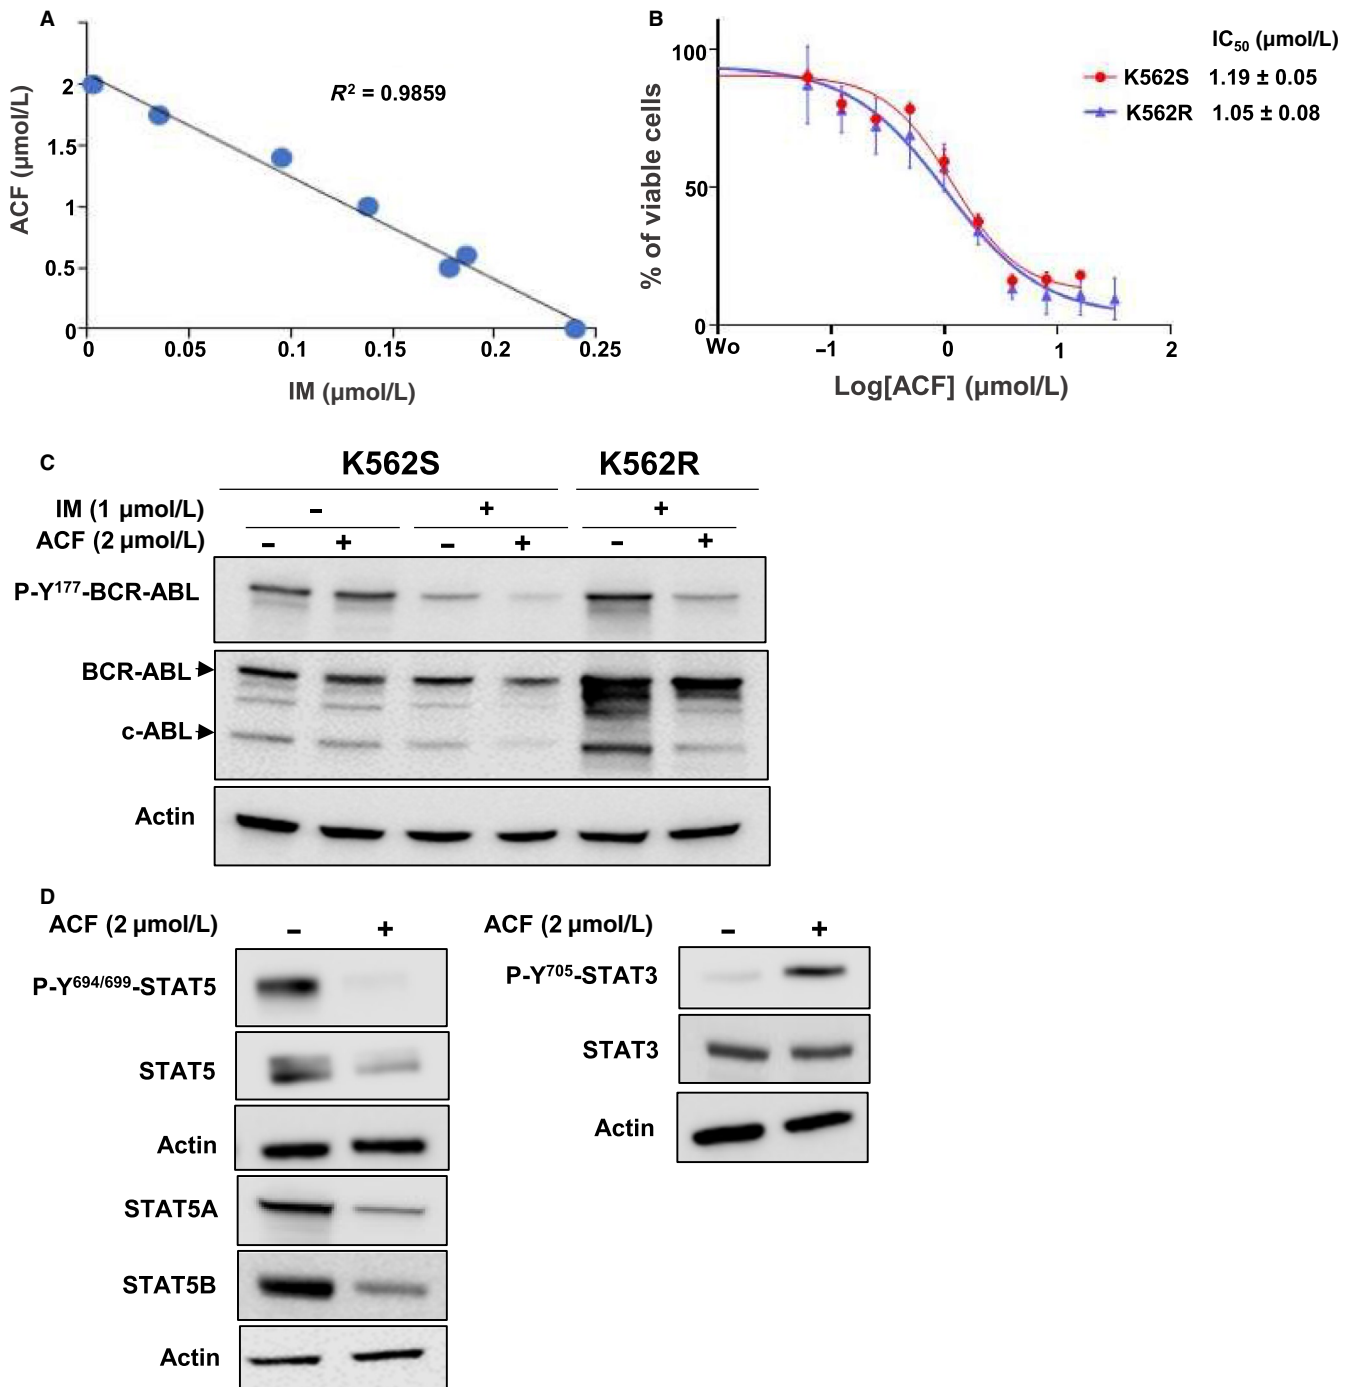 A
ACF (µmol/L)
2
1.5
1
0.5
0
R² = 0.9859
0 0.05 0.1 0.15 0.2 0.25
IM (µmol/L)
B
% of viable cells
100
50
0
Wo –1 0 1 2
Log[ACF] (µmol/L)
IC₅₀ (µmol/L)
K562S 1.19 ± 0.05
K562R 1.05 ± 0.08
C
K562S K562R
IM (1 µmol/L) – + +
ACF (2 µmol/L) – + – + – +
P-Y¹⁷⁷-BCR-ABL
BCR-ABL
c-ABL
Actin
D
ACF (2 µmol/L) – +
P-Y⁶⁹⁴/⁶⁹⁹-STAT5
STAT5
Actin
STAT5A
STAT5B
Actin
ACF (2 µmol/L) – +
P-Y⁷⁰⁵-STAT3
STAT3
Actin